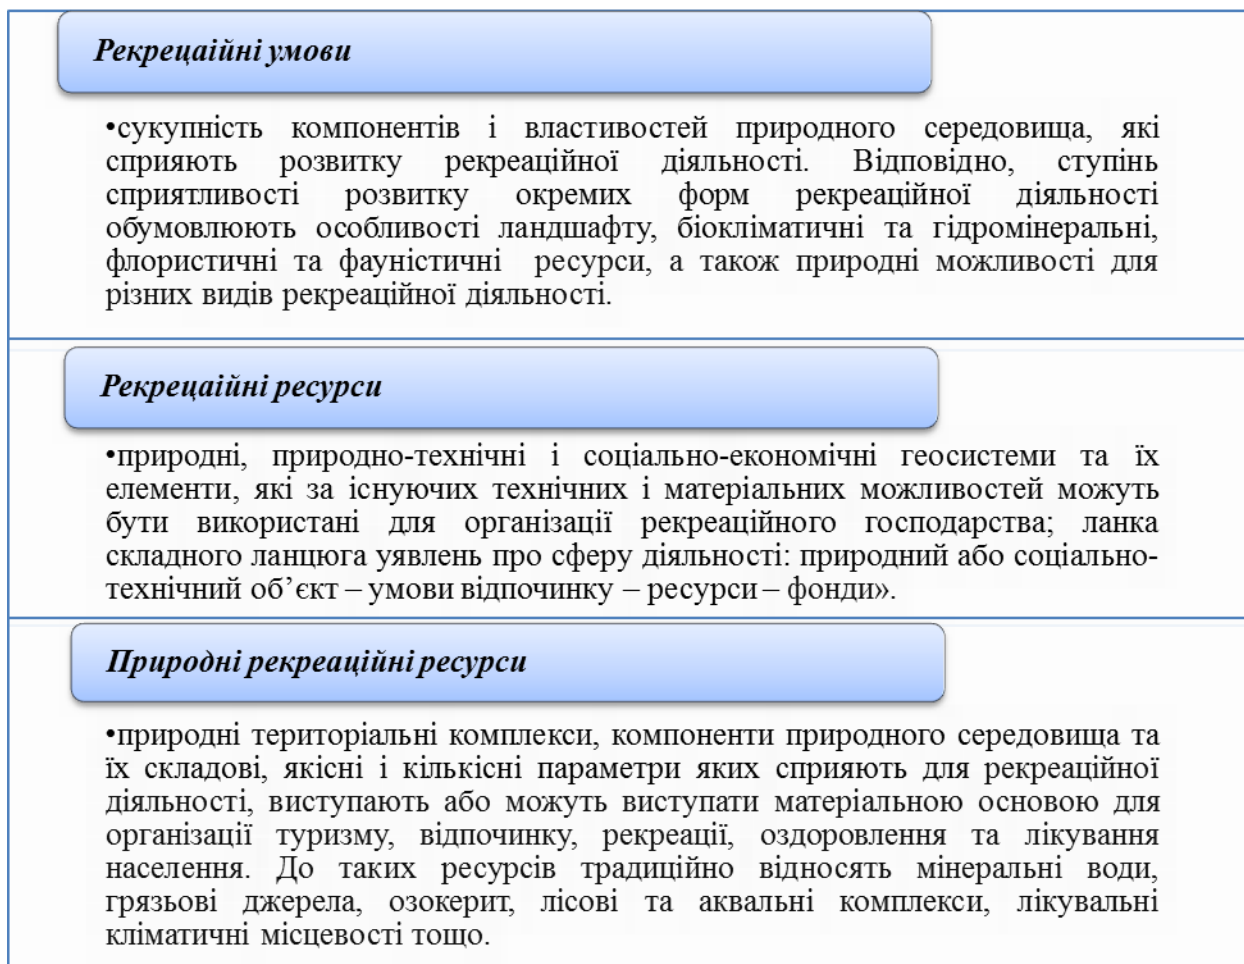 Рекрецаійні умови
•сукупність компонентів і властивостей природного середовища, які
сприяють розвитку рекреаційної діяльності. Відповідно, ступінь
сприятливості розвитку окремих форм рекреаційної діяльності
обумовлюють особливості ландшафту, біокліматичні та гідромінеральні,
флористичні та фауністичні ресурси, а також природні можливості для
різних видів рекреаційної діяльності.
Рекрецаійні ресурси
•природні, природно-технічні і соціально-економічні геосистеми та їх
елементи, які за існуючих технічних і матеріальних можливостей можуть
бути використані для організації рекреаційного господарства; ланка
складного ланцюга уявлень про сферу діяльності: природний або соціально-
технічний об’єкт – умови відпочинку – ресурси – фонди».
Природні рекреаційні ресурси
•природні територіальні комплекси, компоненти природного середовища та
їх складові, якісні і кількісні параметри яких сприяють для рекреаційної
діяльності, виступають або можуть виступати матеріальною основою для
організації туризму, відпочинку, рекреації, оздоровлення та лікування
населення. До таких ресурсів традиційно відносять мінеральні води,
грязьові джерела, озокерит, лісові та аквальні комплекси, лікувальні
кліматичні місцевості тощо.